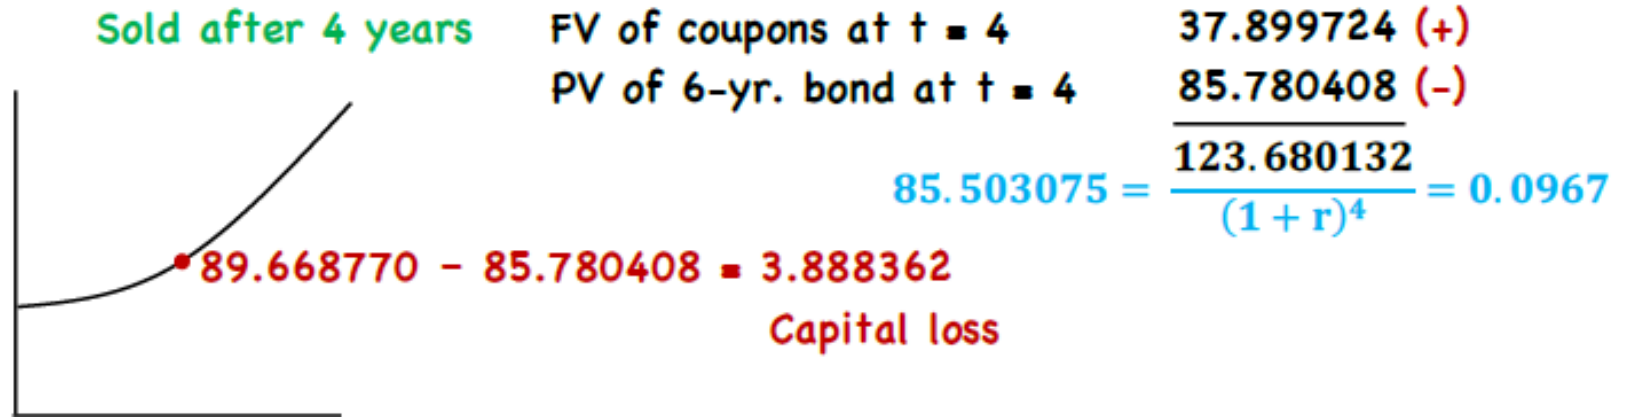 Sold after 4 years
FV of coupons at t = 4 37.899724 (+)
PV of 6-yr. bond at t = 4 85.780408 (-)
123.680132
85.503075 = = 0.0967
(1 + r)⁴
89.668770 - 85.780408 = 3.888362
Capital loss